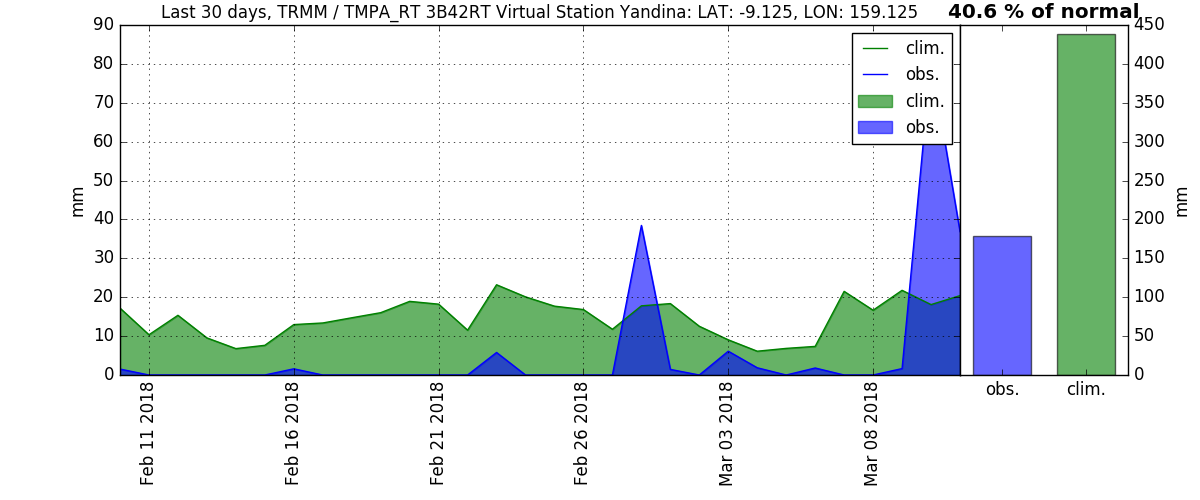 Last 30 days, TRMM / TMPA_RT 3B42RT Virtual Station Yandina: LAT: -9.125, LON: 159.125
40.6 % of normal
90
80
70
60
50
40
30
20
10
0
mm
clim.
obs.
clim.
obs.
450
400
350
300
250
200
150
100
50
0
mm
Feb 11 2018
Feb 16 2018
Feb 21 2018
Feb 26 2018
Mar 03 2018
Mar 08 2018
obs.
clim.